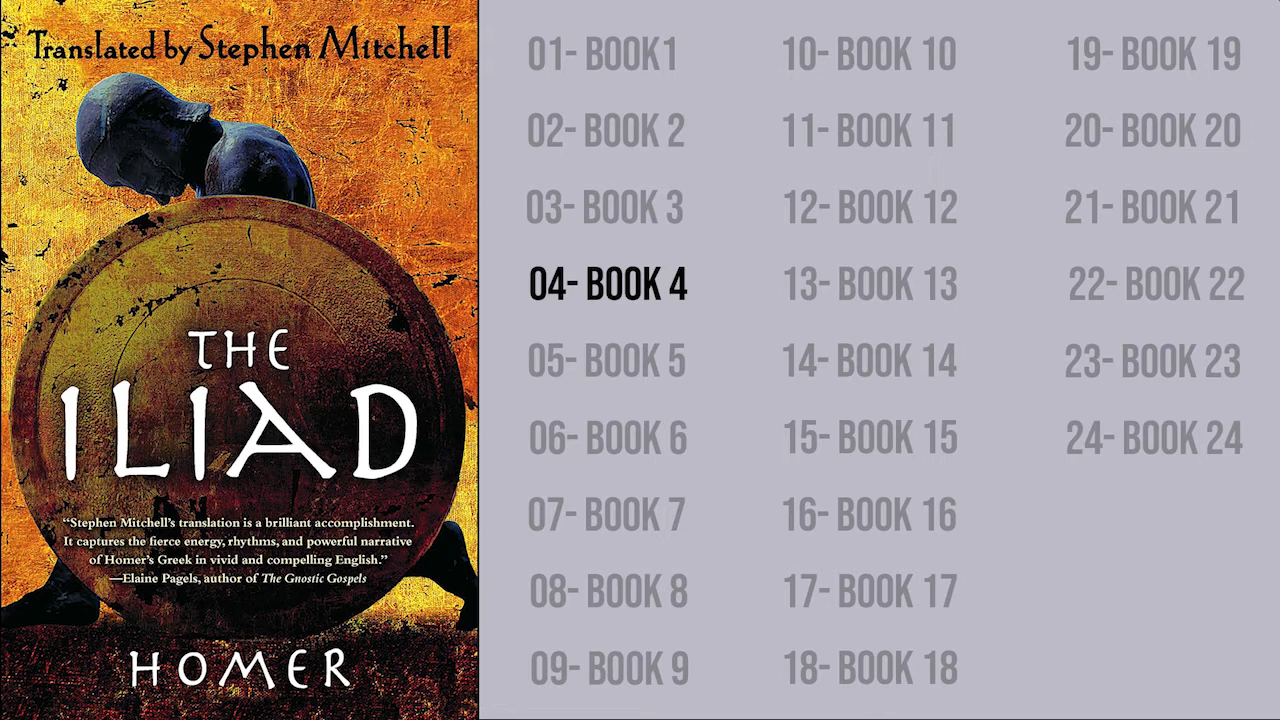 Translated by Stephen Mitchell
THE
ILIAD
“Stephen Mitchell’s translation is a brilliant accomplishment.
It captures the fierce energy, rhythms, and powerful narrative
of Homer’s Greek in vivid and compelling English.”
—Elaine Pagels, author of The Gnostic Gospels
HOMER
01- BOOK1
02- BOOK 2
03- BOOK 3
04- BOOK 4
05- BOOK 5
06- BOOK 6
07- BOOK 7
08- BOOK 8
09- BOOK 9
10- BOOK 10
11- BOOK 11
12- BOOK 12
13- BOOK 13
14- BOOK 14
15- BOOK 15
16- BOOK 16
17- BOOK 17
18- BOOK 18
19- BOOK 19
20- BOOK 20
21- BOOK 21
22- BOOK 22
23- BOOK 23
24- BOOK 24